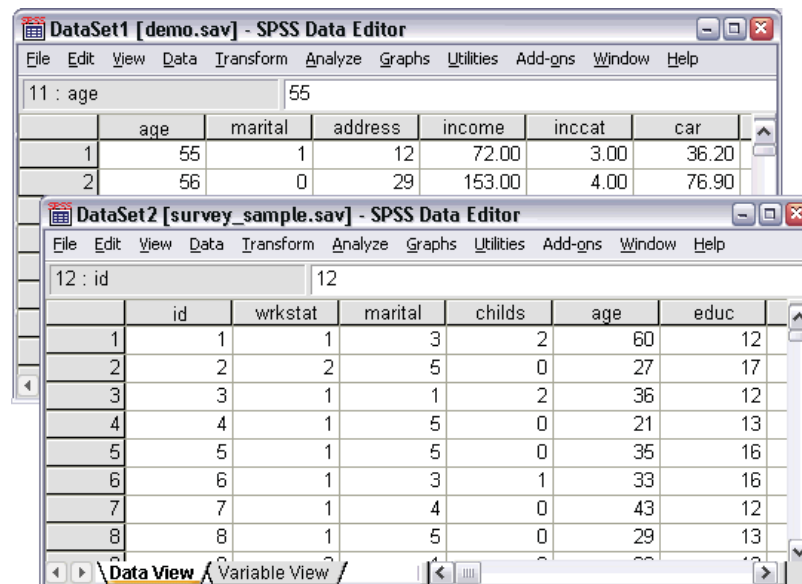 DataSet1 [demo.sav] - SPSS Data Editor
File Edit View Data Transform Analyze Graphs Utilities Add-ons Window Help
11 : age 55
age marital address income inccat car
1 55 1 12 72.00 3.00 36.20
2 56 0 29 153.00 4.00 76.90
DataSet2 [survey_sample.sav] - SPSS Data Editor
File Edit View Data Transform Analyze Graphs Utilities Add-ons Window Help
12 : id 12
id wrkstat marital childs age educ
1 1 1 3 2 60 12
2 2 2 5 0 27 17
3 3 1 1 2 36 12
4 4 1 5 0 21 13
5 5 1 5 0 35 16
6 6 1 3 1 33 16
7 7 1 4 0 43 12
8 8 1 5 0 29 13
Data View Variable View